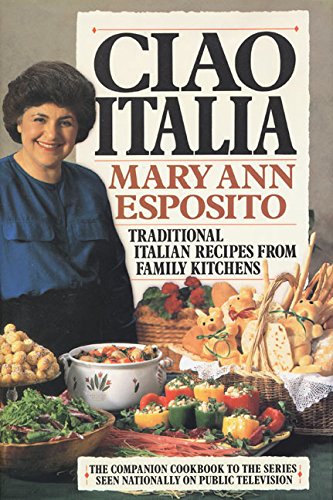 CIAO
ITALIA
MARY ANN
ESPOSITO
TRADITIONAL
ITALIAN RECIPES FROM
FAMILY KITCHENS
THE COMPANION COOKBOOK TO THE SERIES
SEEN NATIONALLY ON PUBLIC TELEVISION